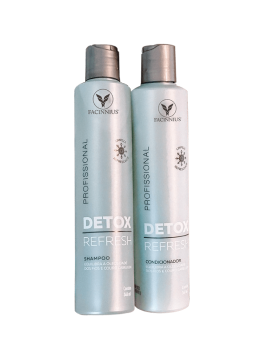 FACINNIUS
PROFISSIONAL
DETOX
REFRESH
SHAMPOO
FACINNIUS
PROFISSIONAL
DETOX
REFRESH
CONDICIONADOR